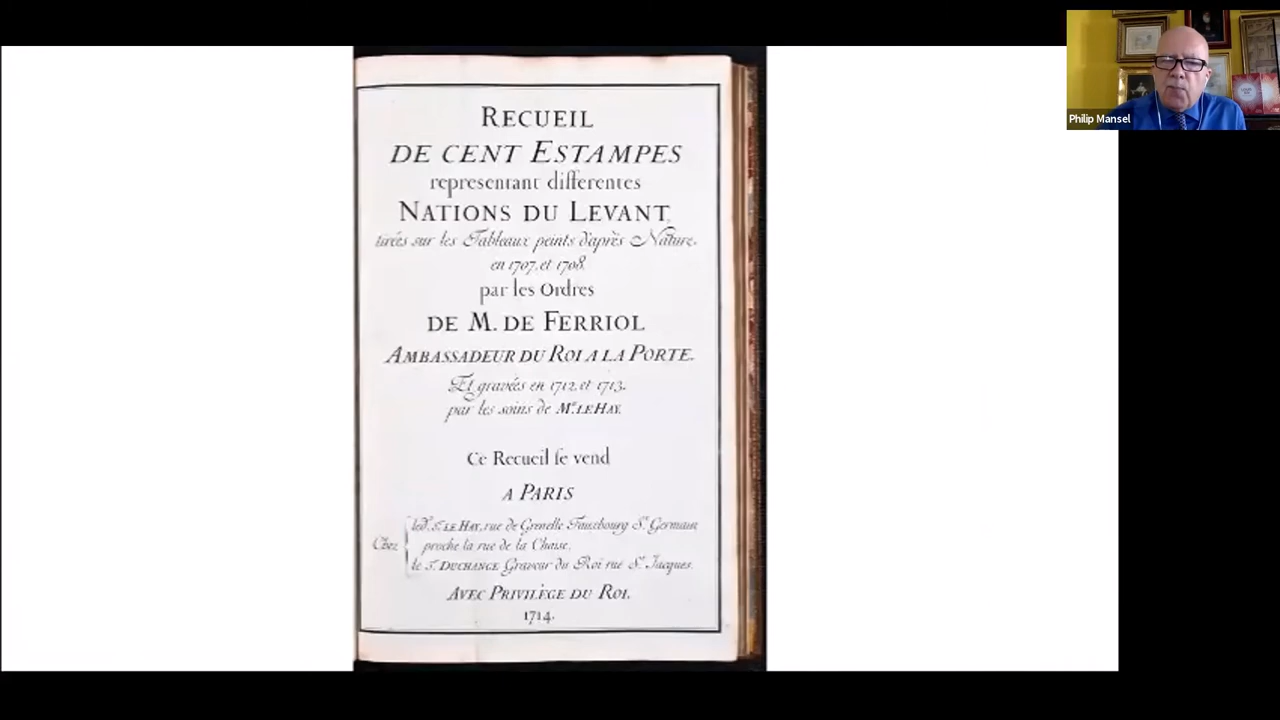 RECUEIL
DE CENT ESTAMPES
representant differentes
NATIONS DU LEVANT,
tirées sur les Tableaux peints d'après Nature,
en 1707. et 1708.
par les Ordres
DE M. DE FERRIOL
AMBASSADEUR DU ROI A LA PORTE.
Et gravées en 1712. et 1713.
par les soins de Mr. LE HAY.
Ce Recueil se vend
A PARIS
Chez
led. Sr. LE HAY, rue de Grenelle Fauxbourg St. Germain,
proche la rue de la Chaise.
le Sr. DUCHANGE Graveur du Roi rue St. Jacques.
AVEC PRIVILÈGE DU ROI.
1714.
Philip Mansel